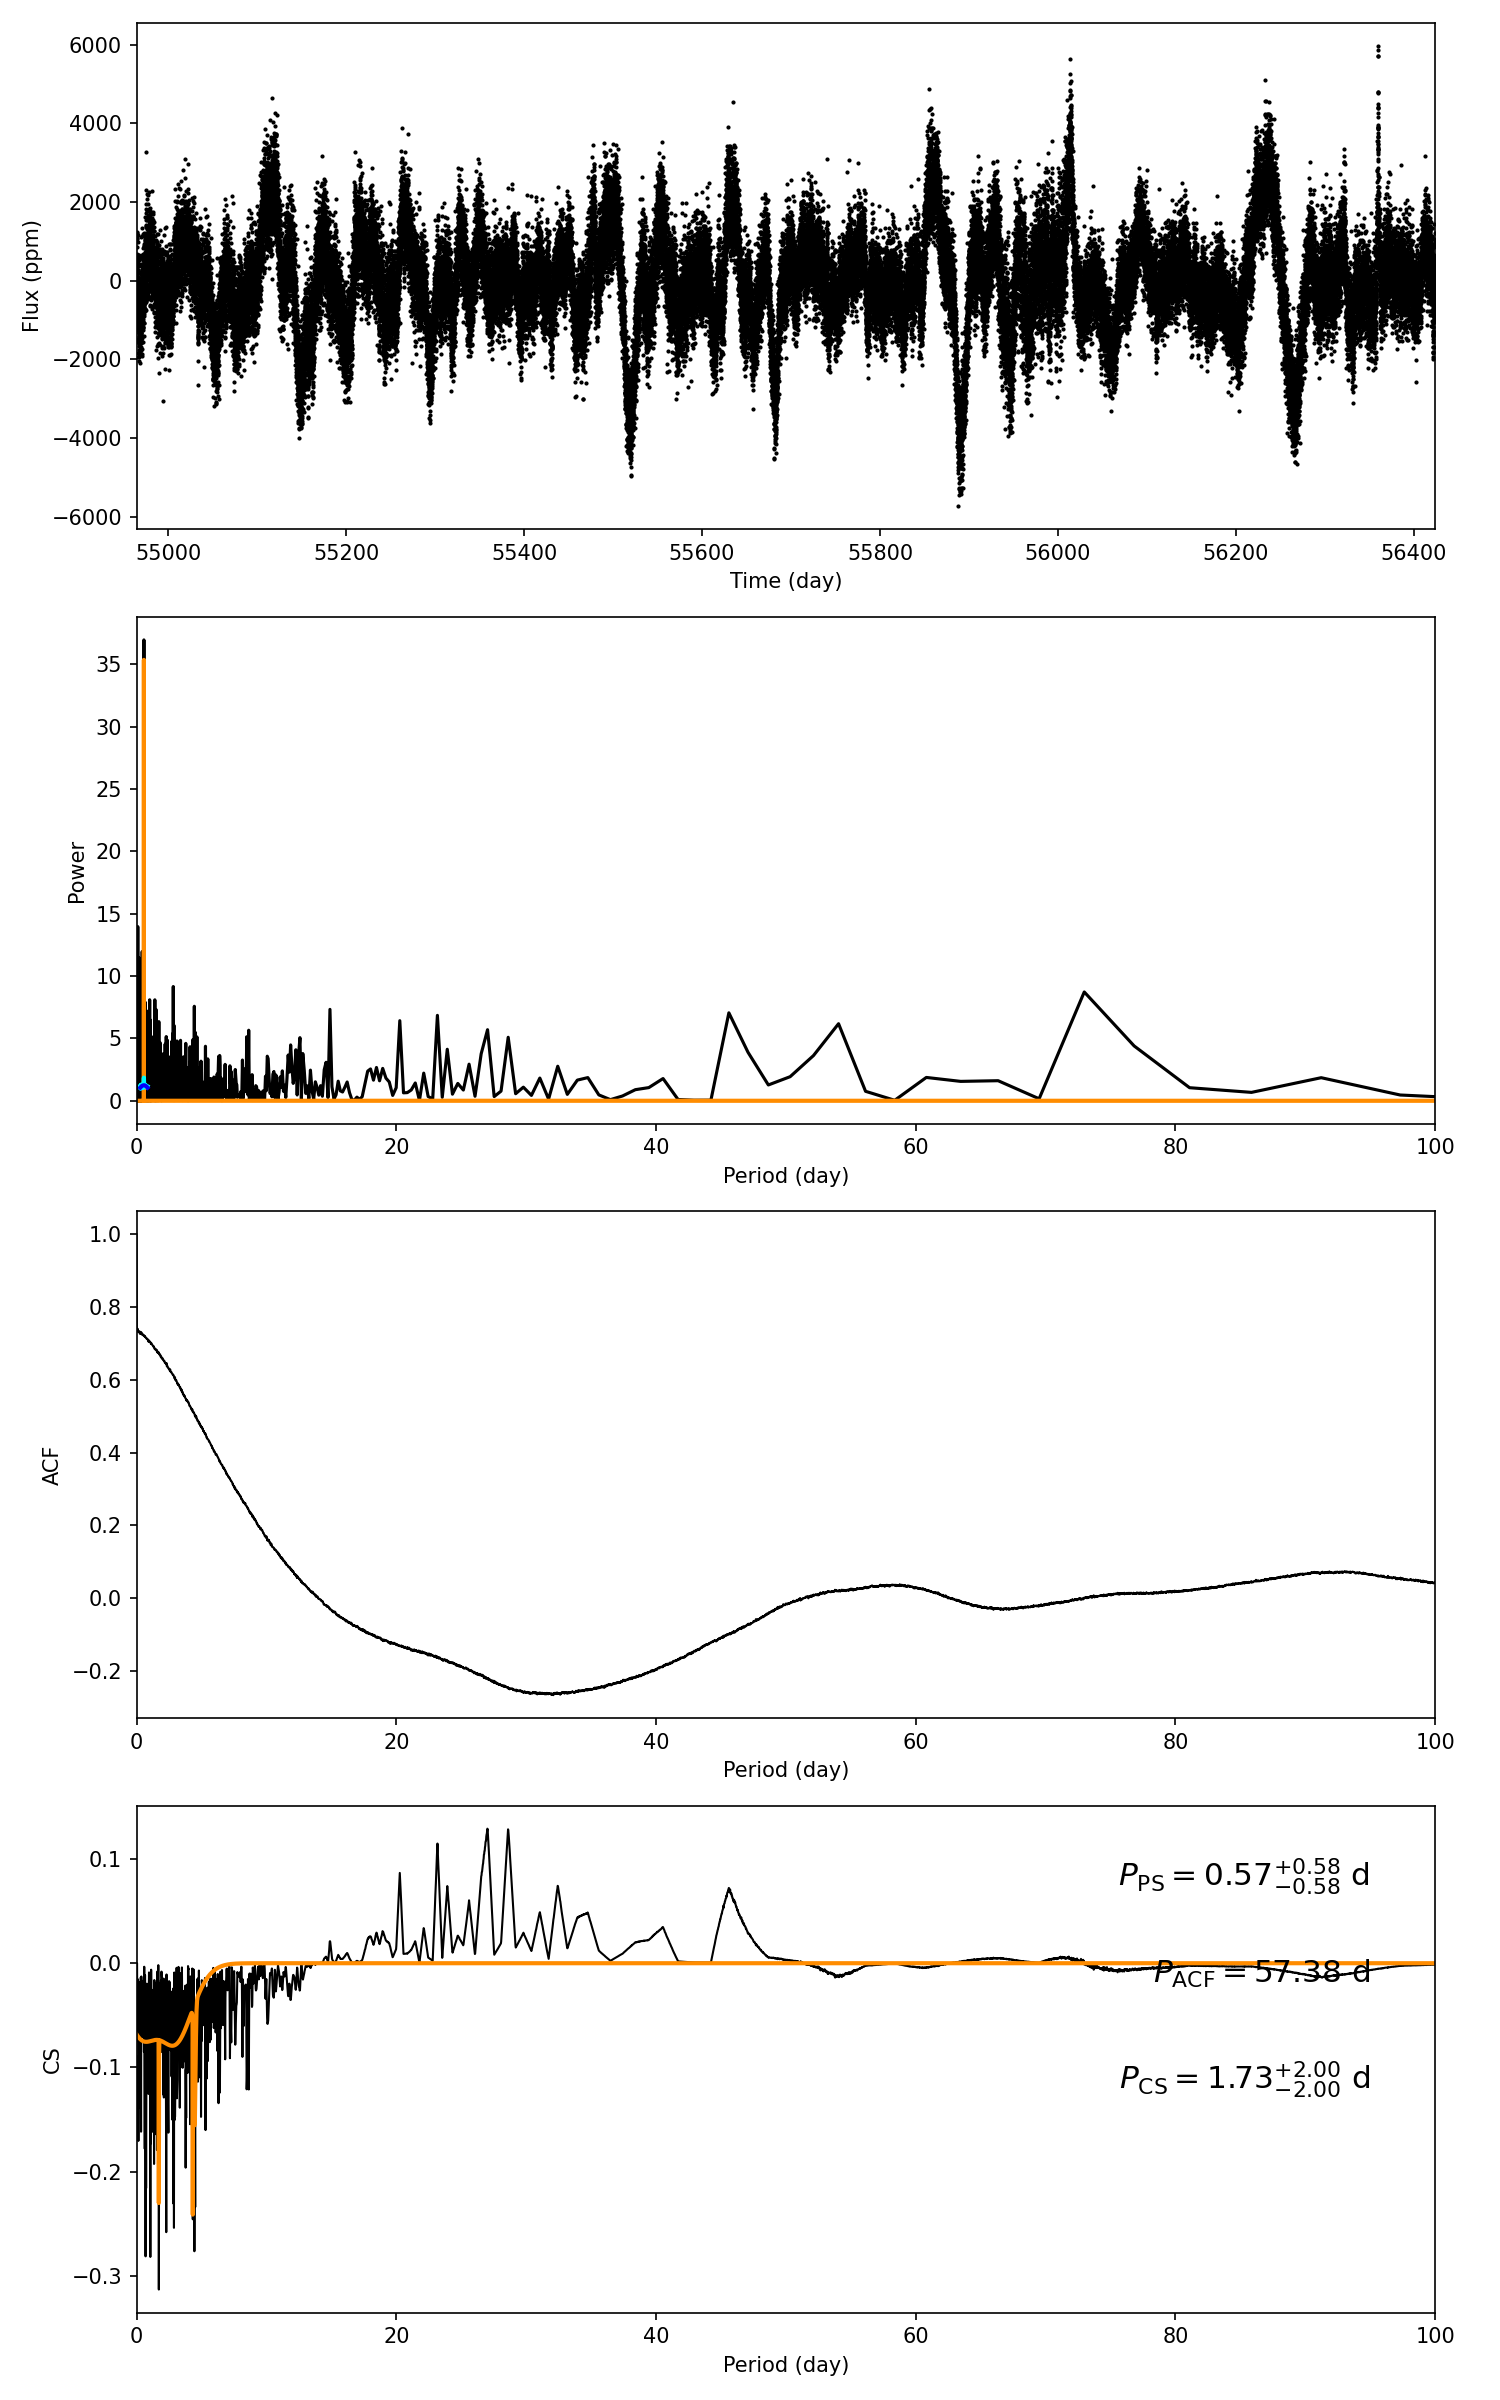 6000
4000
2000
0
−2000
−4000
−6000
Flux (ppm)
55000 55200 55400 55600 55800 56000 56200 56400
Time (day)
35
30
25
20
15
10
5
0
Power
0 20 40 60 80 100
Period (day)
1.0
0.8
0.6
0.4
0.2
0.0
−0.2
ACF
0 20 40 60 80 100
Period (day)
0.1
0.0
−0.1
−0.2
−0.3
CS
P_PS = 0.57^{+0.58}_{−0.58} d
P_ACF = 57.38 d
P_CS = 1.73^{+2.00}_{−2.00} d
0 20 40 60 80 100
Period (day)